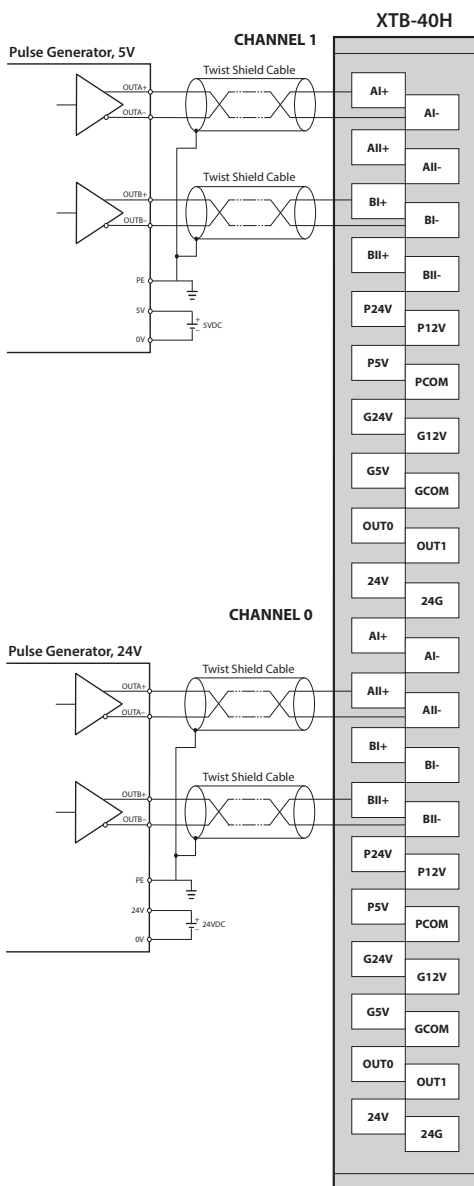 XTB-40H
CHANNEL 1
Pulse Generator, 5V
Twist Shield Cable
OUTA+
OUTA–
Twist Shield Cable
OUTB+
OUTB–
PE
5V
+
–
5VDC
0V
AI+
AI-
AII+
AII-
BI+
BI-
BII+
BII-
P24V
P12V
P5V
PCOM
G24V
G12V
G5V
GCOM
OUT0
OUT1
24V
24G
CHANNEL 0
Pulse Generator, 24V
Twist Shield Cable
OUTA+
OUTA–
Twist Shield Cable
OUTB+
OUTB–
PE
24V
+
–
24VDC
0V
AI+
AI-
AII+
AII-
BI+
BI-
BII+
BII-
P24V
P12V
P5V
PCOM
G24V
G12V
G5V
GCOM
OUT0
OUT1
24V
24G